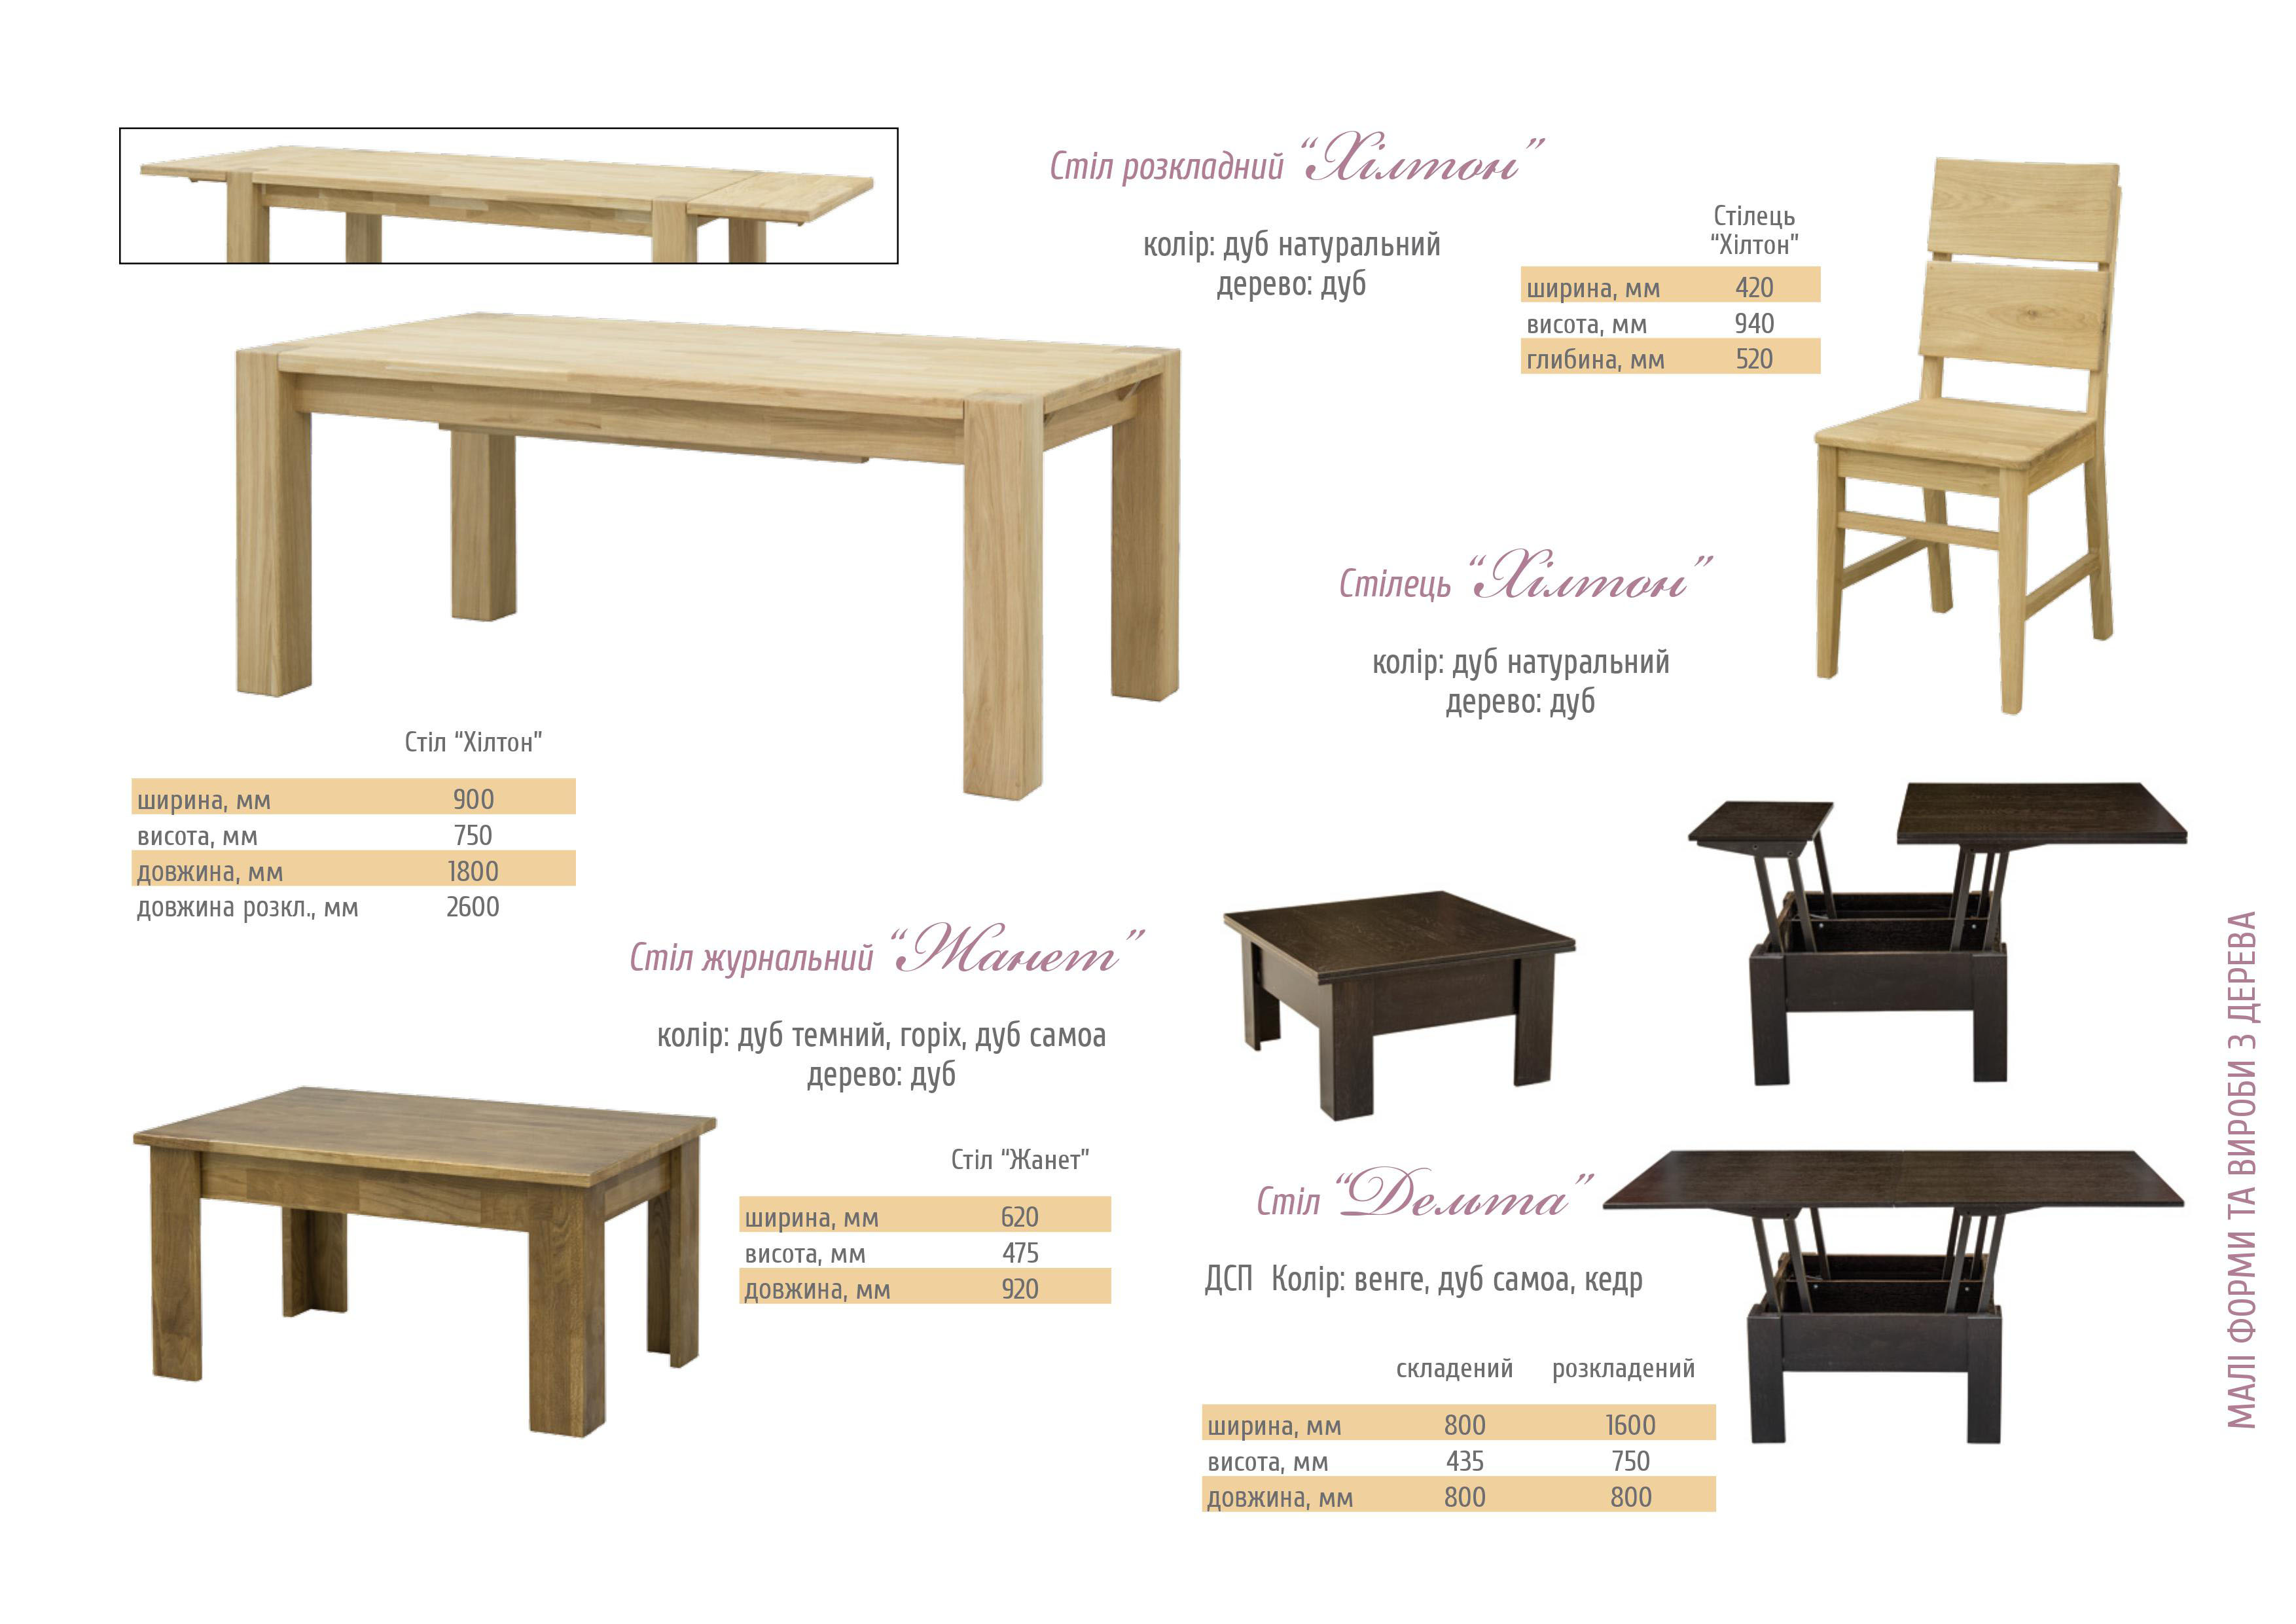 Стіл розкладний “Хілтон”
колір: дуб натуральний
дерево: дуб
Стілець
“Хілтон”
ширина, мм 420
висота, мм 940
глибина, мм 520
Стілець “Хілтон”
колір: дуб натуральний
дерево: дуб
Стіл “Хілтон”
ширина, мм 900
висота, мм 750
довжина, мм 1800
довжина розкл., мм 2600
Стіл журнальний “Жанет”
колір: дуб темний, горіх, дуб самоа
дерево: дуб
Стіл “Жанет”
ширина, мм 620
висота, мм 475
довжина, мм 920
Стіл “Дельта”
ДСП Колір: венге, дуб самоа, кедр
складений розкладений
ширина, мм 800 1600
висота, мм 435 750
довжина, мм 800 800
МАЛІ ФОРМИ ТА ВИРОБИ З ДЕРЕВА